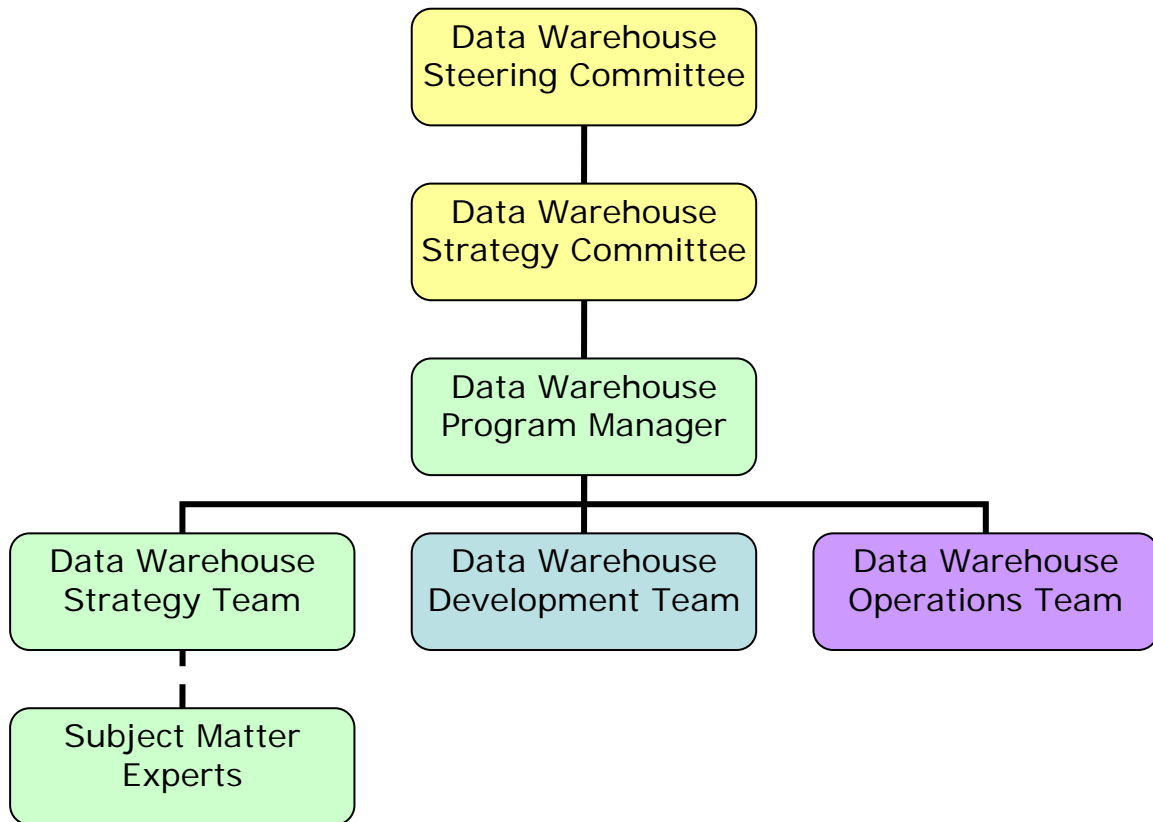 Data Warehouse
Steering Committee
Data Warehouse
Strategy Committee
Data Warehouse
Program Manager
Data Warehouse
Strategy Team
Data Warehouse
Development Team
Data Warehouse
Operations Team
Subject Matter
Experts